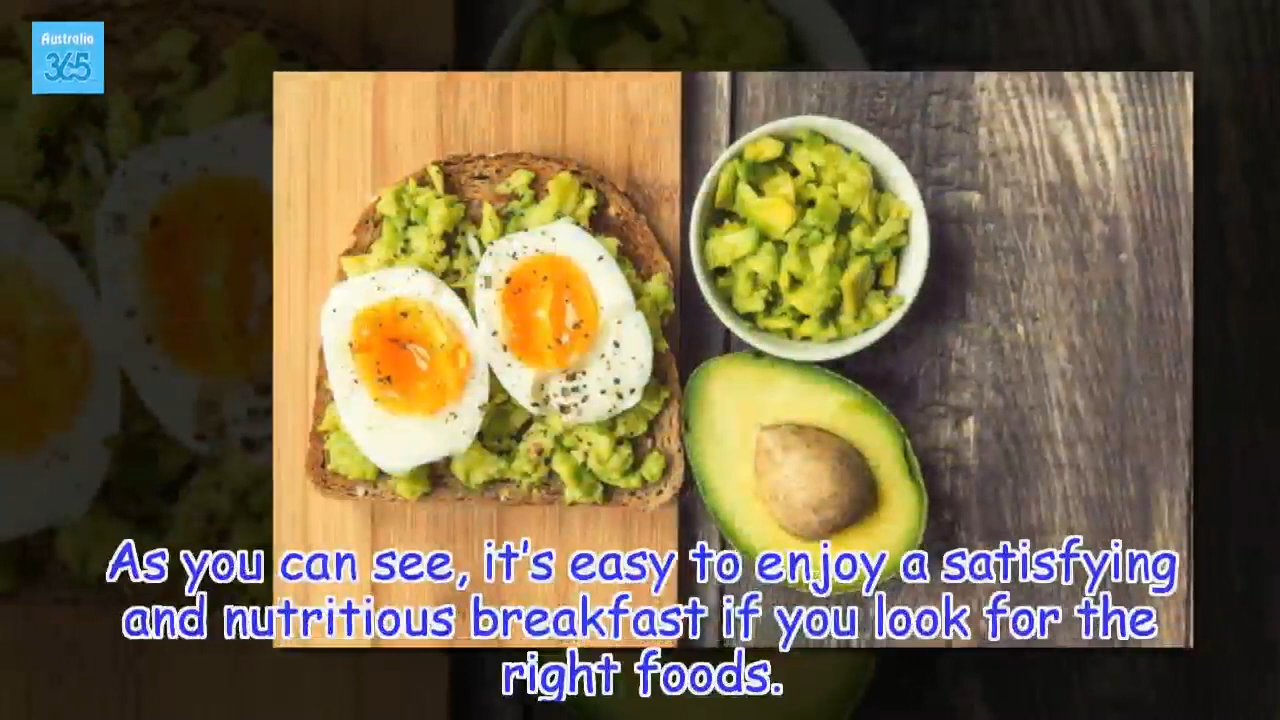 Australia
365
As you can see, it's easy to enjoy a satisfying
and nutritious breakfast if you look for the
right foods.